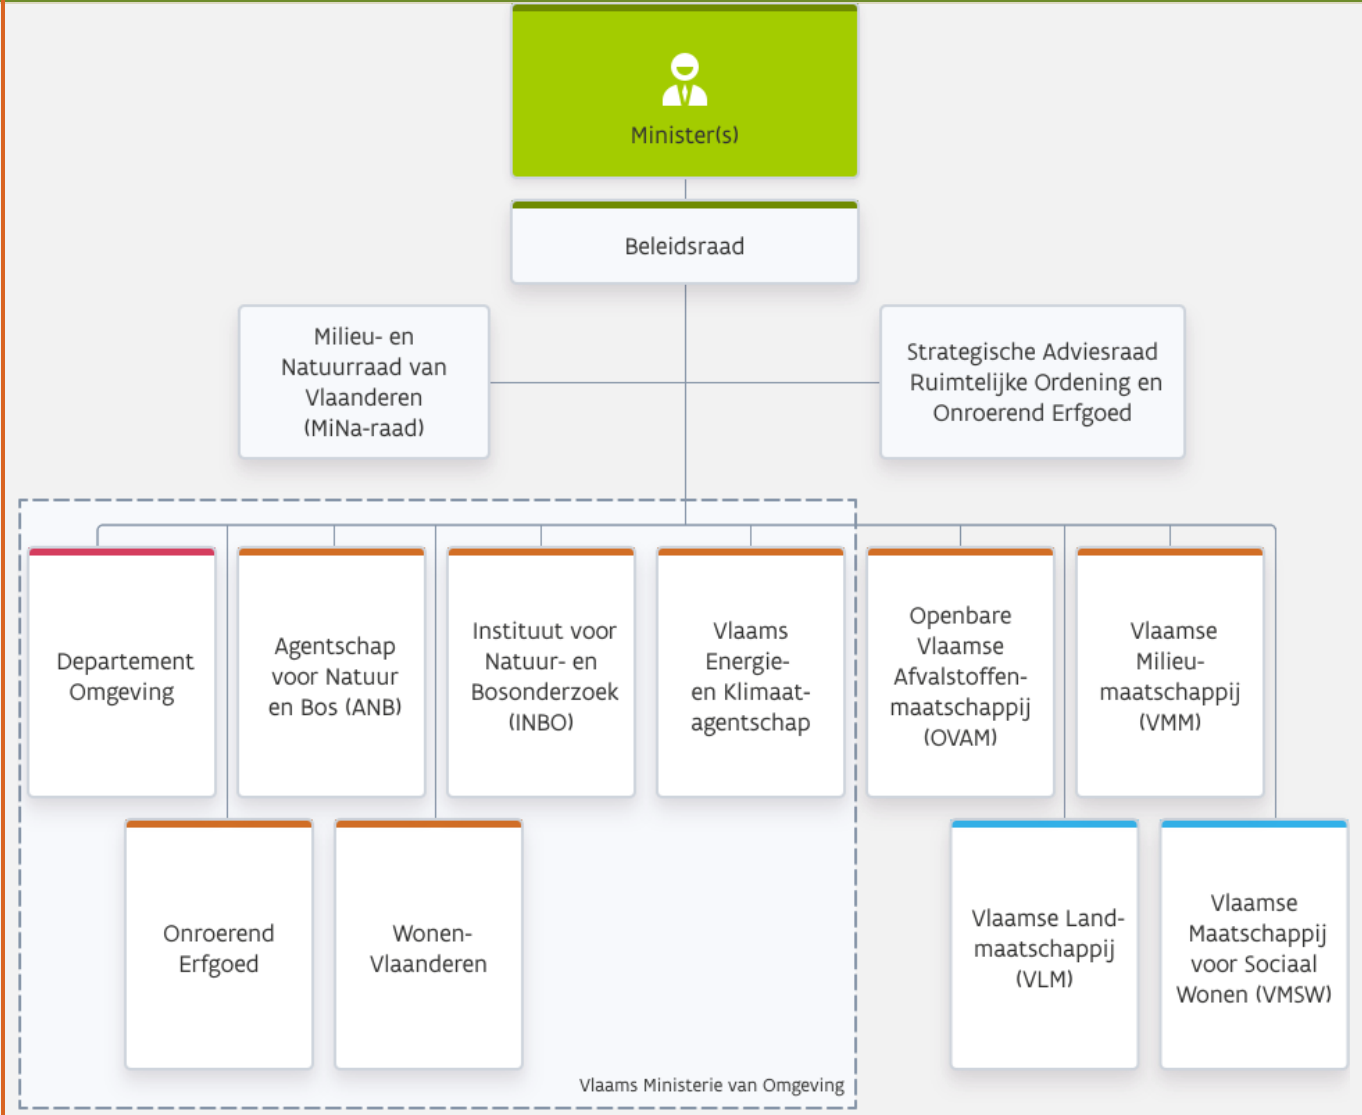 Minister(s)
Beleidsraad
Milieu- en
Natuurraad van
Vlaanderen
(MiNa-raad)
Strategische Adviesraad
Ruimtelijke Ordening en
Onroerend Erfgoed
Departement
Omgeving
Agentschap
voor Natuur
en Bos (ANB)
Instituut voor
Natuur- en
Bosonderzoek
(INBO)
Vlaams
Energie-
en Klimaat-
agentschap
Openbare
Vlaamse
Afvalstoffen-
maatschappij
(OVAM)
Vlaamse
Milieu-
maatschappij
(VMM)
Onroerend
Erfgoed
Wonen-
Vlaanderen
Vlaamse Land-
maatschappij
(VLM)
Vlaamse
Maatschappij
voor Sociaal
Wonen (VMSW)
Vlaams Ministerie van Omgeving